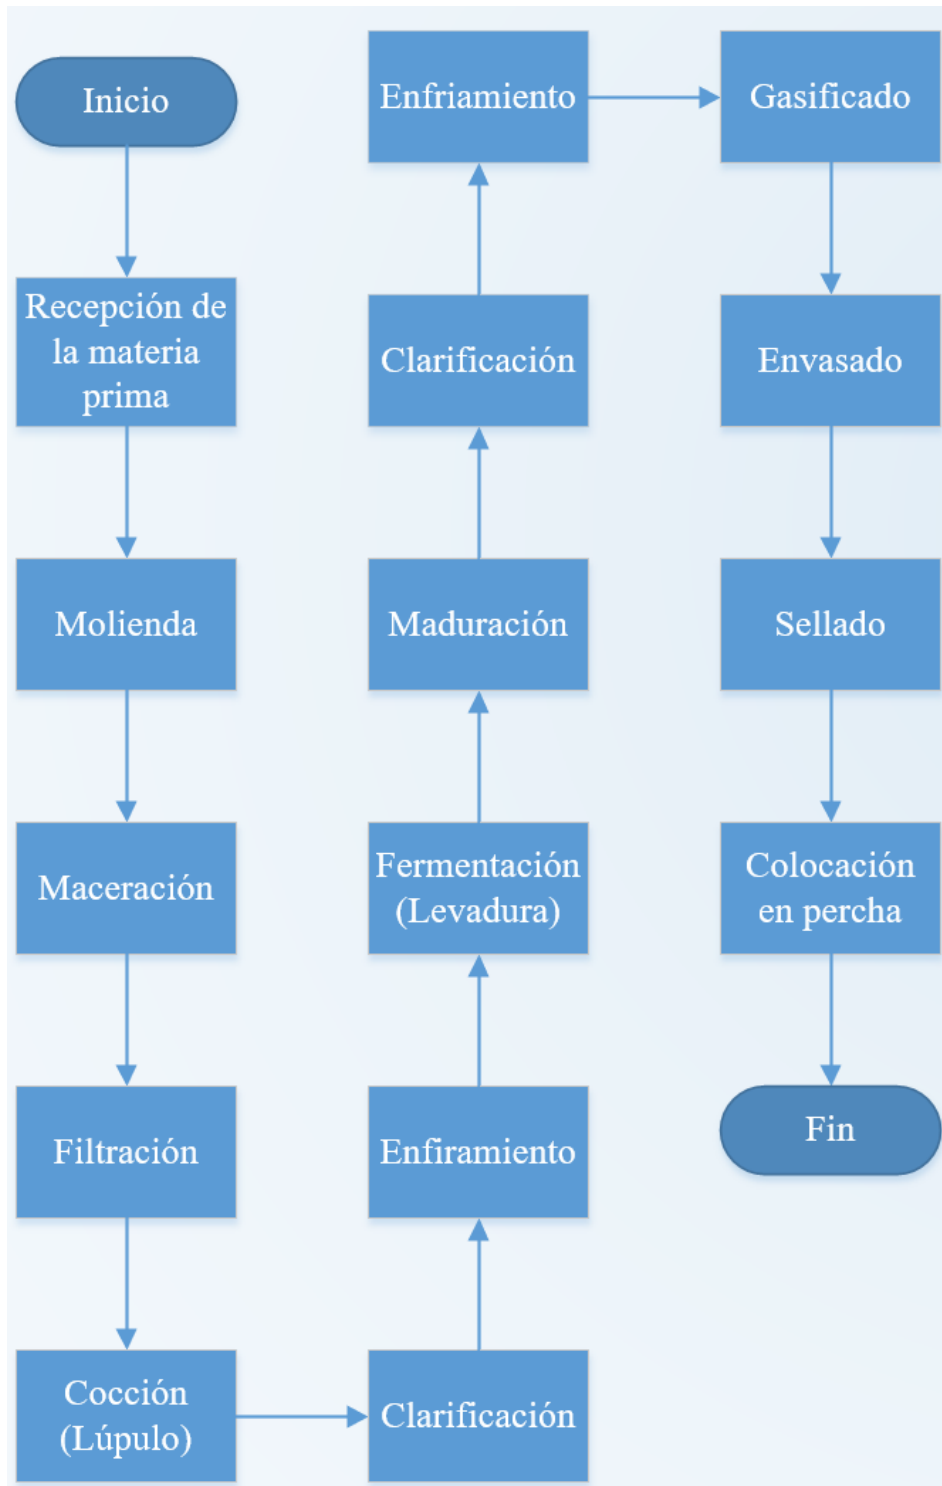 Inicio
Recepción de
la materia
prima
Molienda
Maceración
Filtración
Cocción
(Lúpulo)
Clarificación
Enfiramiento
Fermentación
(Levadura)
Maduración
Clarificación
Enfriamiento
Gasificado
Envasado
Sellado
Colocación
en percha
Fin